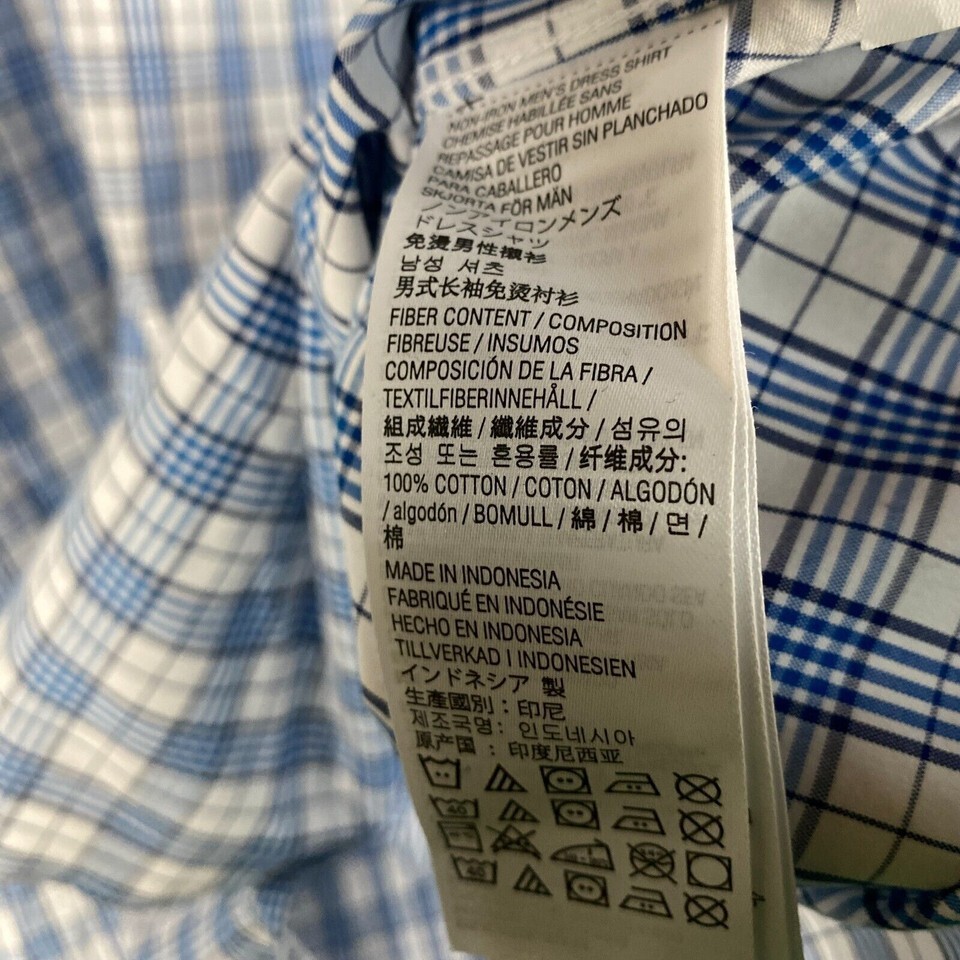 NON-IRON MEN'S DRESS SHIRT
CHEMISE HABILLÉE SANS
REPASSAGE POUR HOMME
CAMISA DE VESTIR SIN PLANCHADO
PARA CABALLERO
SKJORTA FÖR MÄN
ノンアイロンメンズ
ドレスシャツ
免燙男性襯衫
남성 셔츠
男式长袖免烫衬衫
FIBER CONTENT / COMPOSITION
FIBREUSE / INSUMOS
COMPOSICIÓN DE LA FIBRA /
TEXTILFIBERINNEHÅLL /
組成繊維 / 纖維成分 / 섬유의
조성 또는 혼용률 / 纤维成分:
100% COTTON / COTON / ALGODÓN
/ algodón / BOMULL / 綿 / 棉 / 면 /
棉
MADE IN INDONESIA
FABRIQUÉ EN INDONÉSIE
HECHO EN INDONESIA
TILLVERKAD I INDONESIEN
インドネシア 製
生產國別 : 印尼
제조국명: 인도네시아
原产国 : 印度尼西亚
40
40